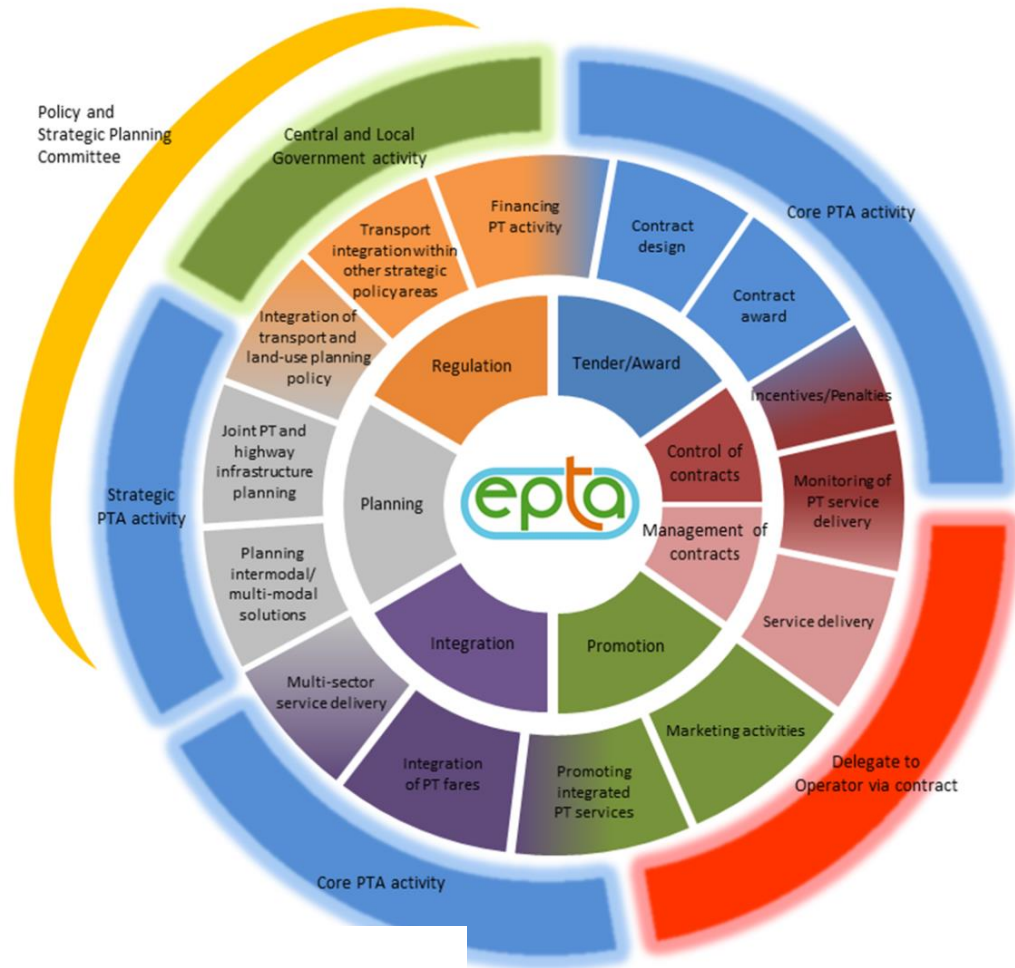 Policy and
Strategic Planning
Committee
Central and Local
Government activity
Core PTA activity
Financing
PT activity
Contract
design
Transport
integration within
other strategic
policy areas
Contract
award
Integration of
transport and
land-use planning
policy
Regulation
Tender/Award
Incentives/Penalties
Joint PT and
highway
infrastructure
planning
Control of
contracts
Strategic
PTA activity
Planning
epta
Monitoring of
PT service
delivery
Management of
contracts
Planning
intermodal/
multi-modal
solutions
Service delivery
Integration
Promotion
Multi-sector
service delivery
Marketing activities
Integration
of PT fares
Promoting
integrated
PT services
Delegate to
Operator via contract
Core PTA activity